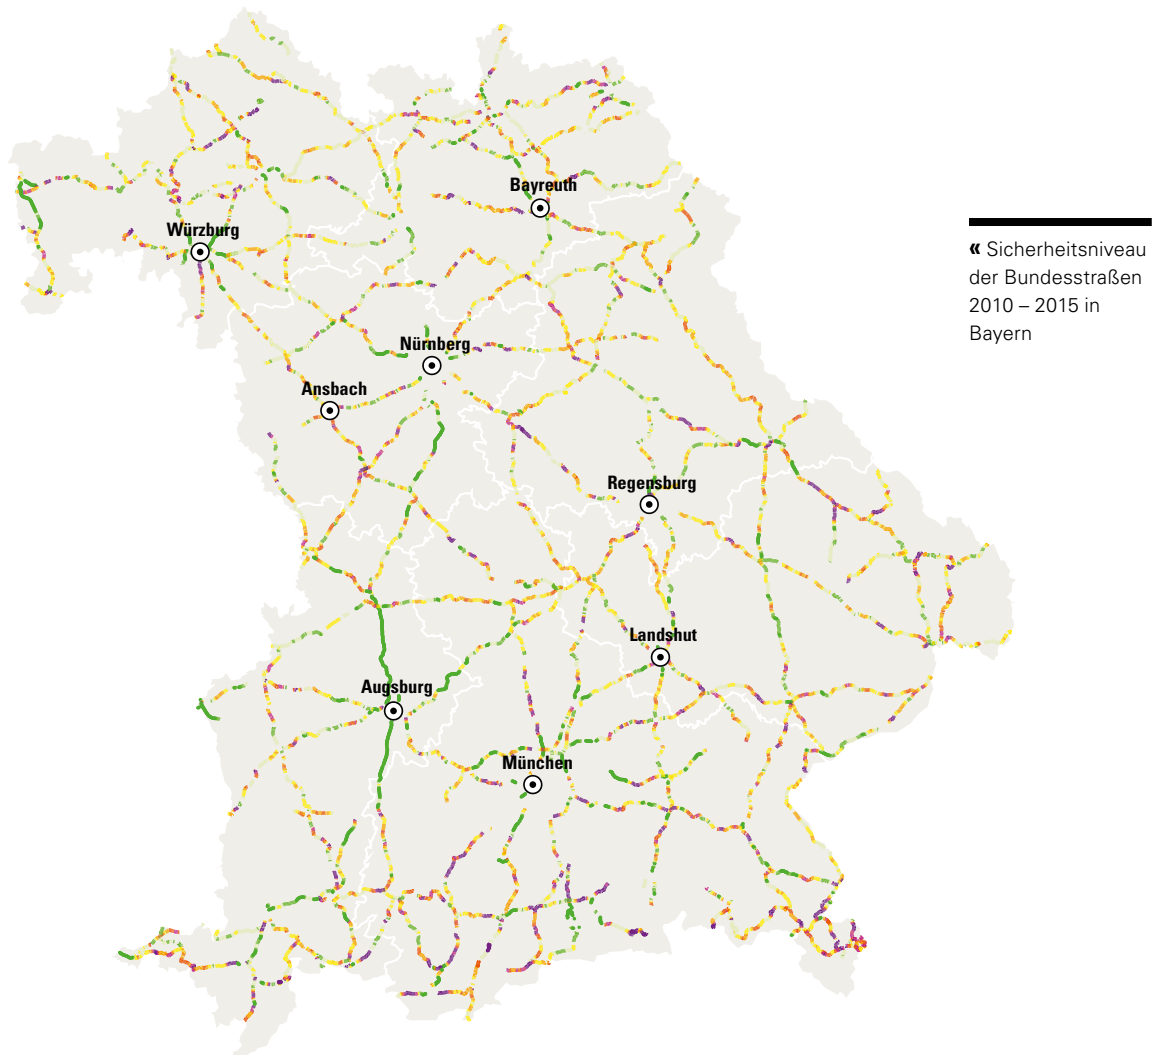 Bayreuth
Würzburg
« Sicherheitsniveau
der Bundesstraßen
2010 – 2015 in
Bayern
Nürnberg
Ansbach
Regensburg
Landshut
Augsburg
München